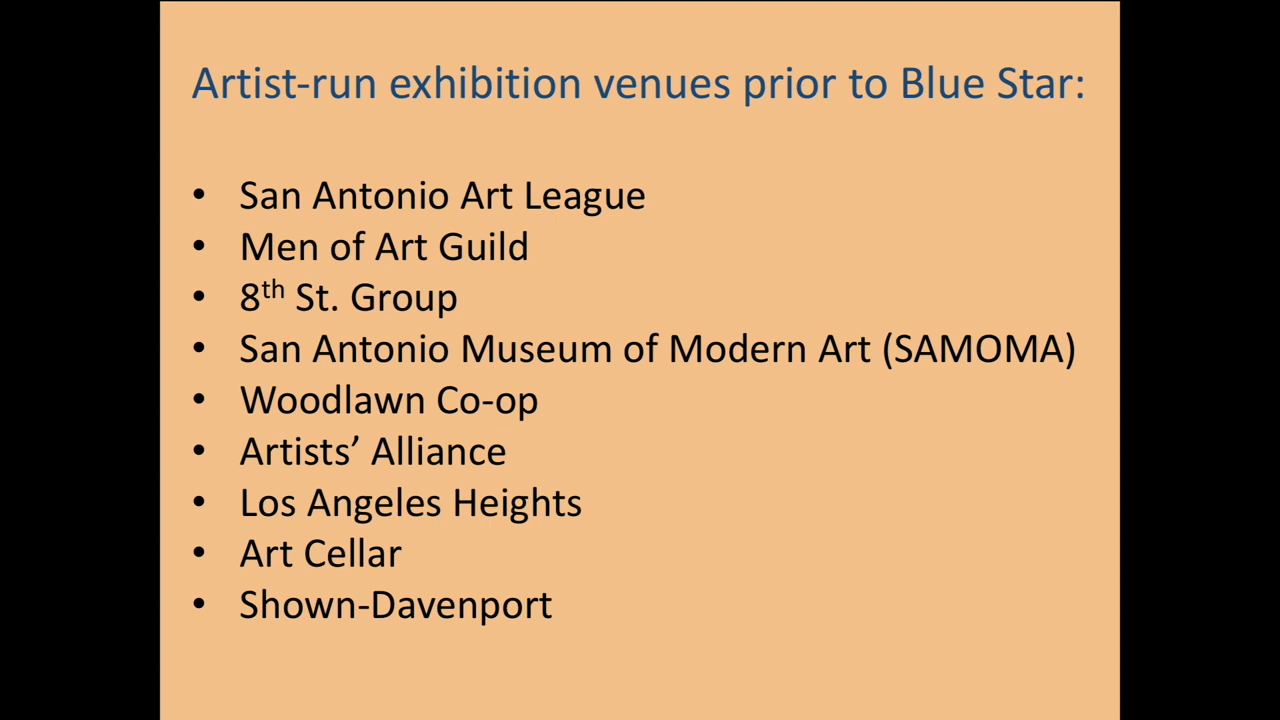 Artist-run exhibition venues prior to Blue Star:
• San Antonio Art League
• Men of Art Guild
• 8th St. Group
• San Antonio Museum of Modern Art (SAMOMA)
• Woodlawn Co-op
• Artists’ Alliance
• Los Angeles Heights
• Art Cellar
• Shown-Davenport